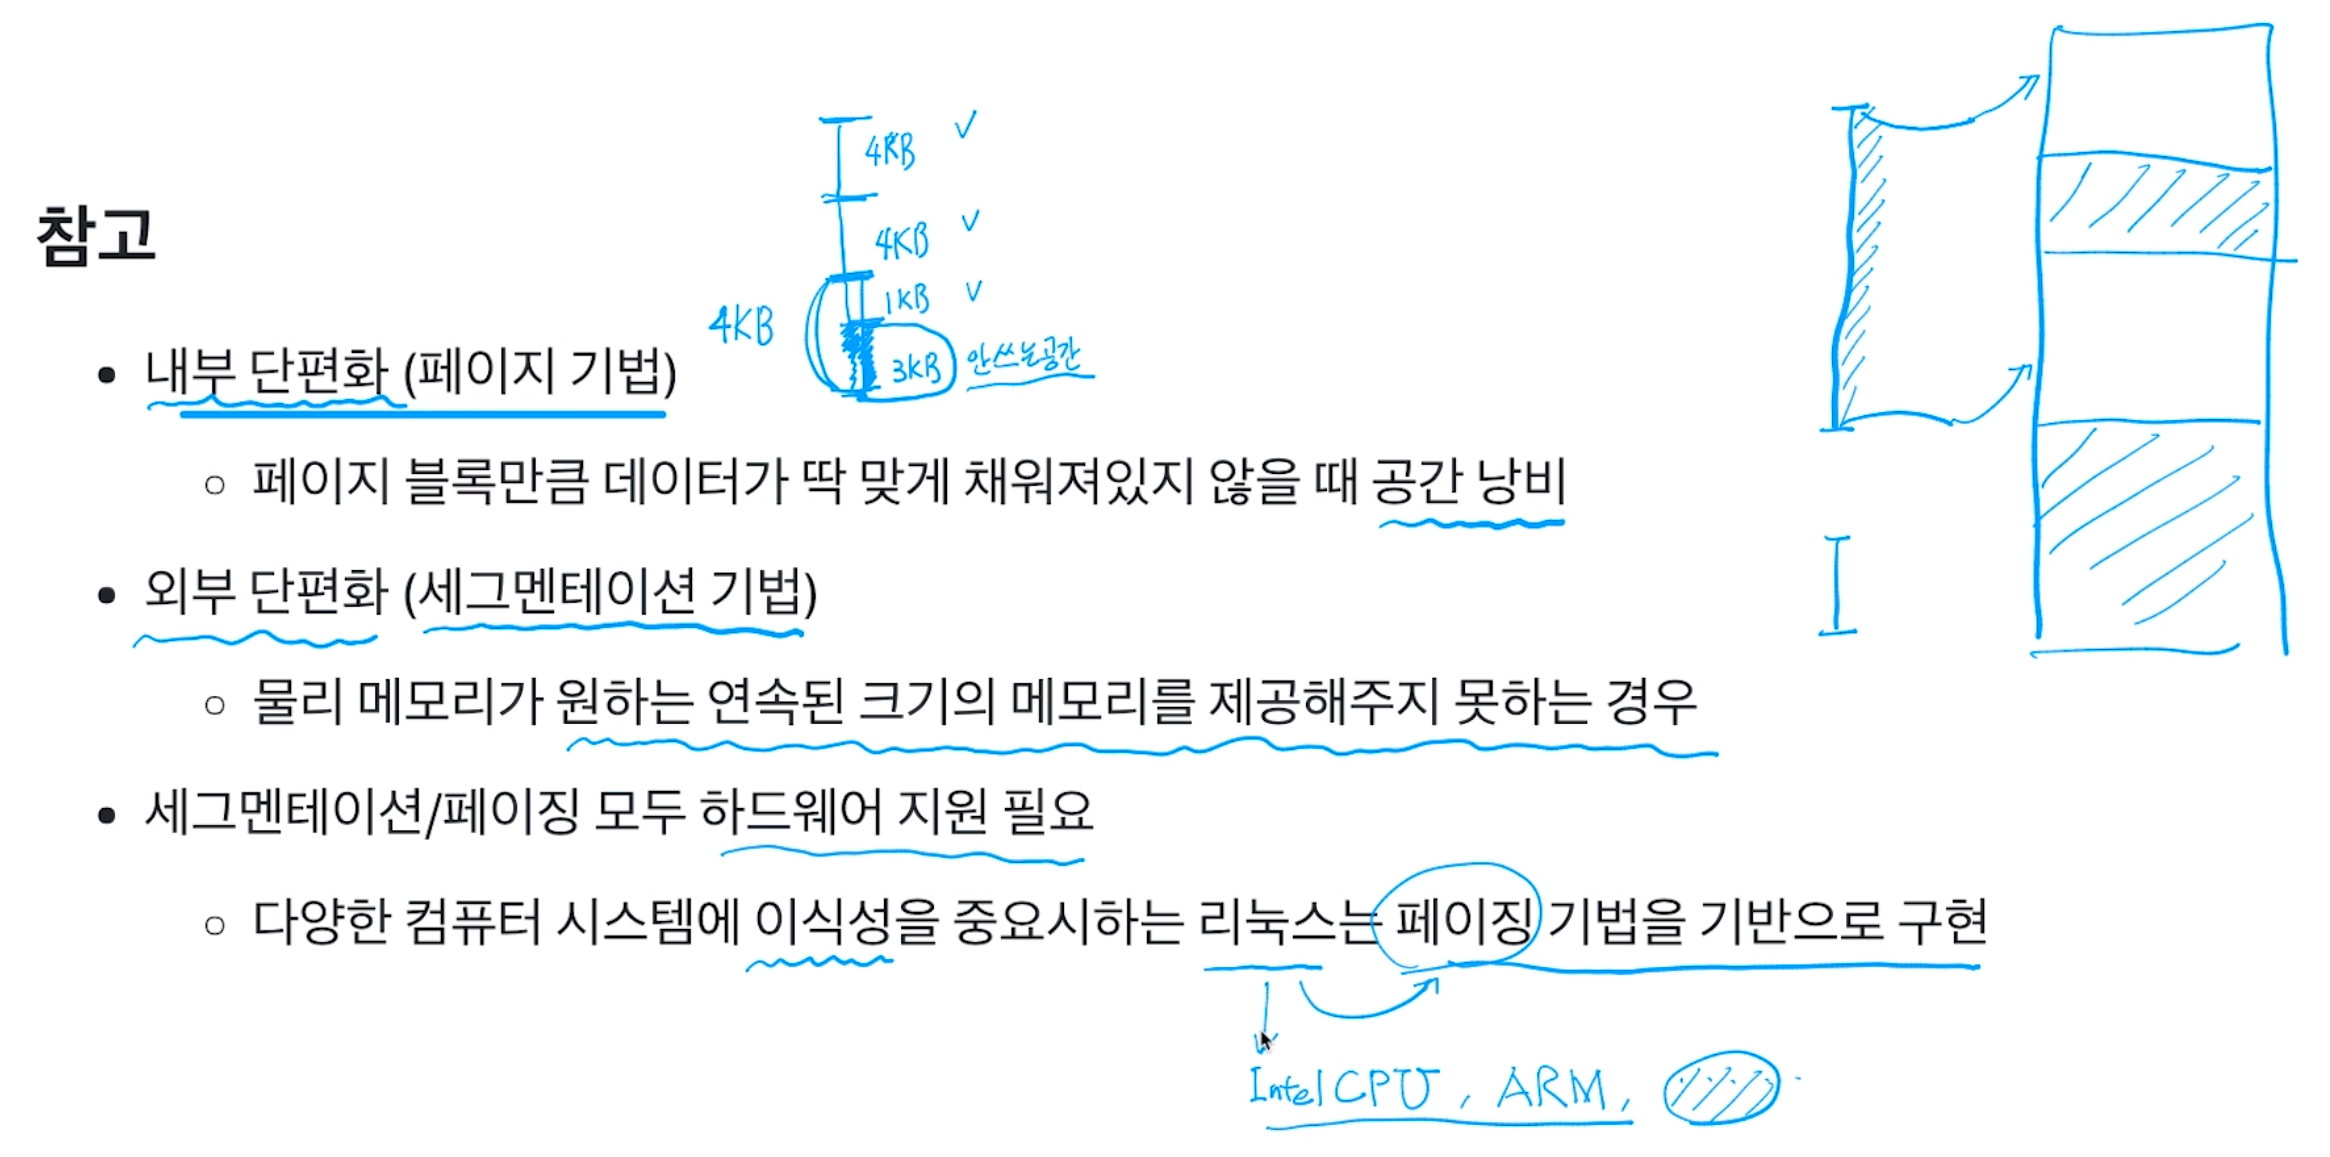 4KB ✓
4KB ✓
1KB ✓
4KB
3KB 안쓰는공간
참고
• 내부 단편화 (페이지 기법)
○ 페이지 블록만큼 데이터가 딱 맞게 채워져있지 않을 때 공간 낭비
• 외부 단편화 (세그멘테이션 기법)
○ 물리 메모리가 원하는 연속된 크기의 메모리를 제공해주지 못하는 경우
• 세그멘테이션/페이징 모두 하드웨어 지원 필요
○ 다양한 컴퓨터 시스템에 이식성을 중요시하는 리눅스는 페이징 기법을 기반으로 구현
Intel CPU, ARM,